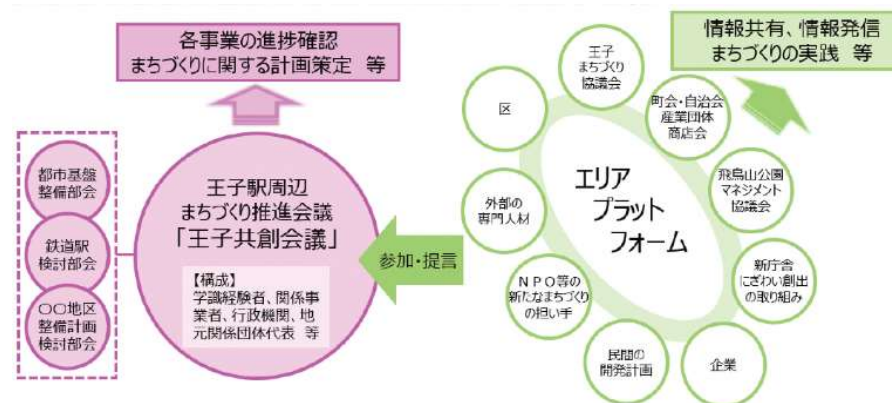 各事業の進捗確認
まちづくりに関する計画策定 等
都市基盤
整備部会
鉄道駅
検討部会
〇〇地区
整備計画
検討部会
王子駅周辺
まちづくり推進会議
「王子共創会議」
【構成】
学識経験者、関係事
業者、行政機関、地
元関係団体代表 等
参加・提言
情報共有、情報発信
まちづくりの実践 等
エリア
プラット
フォーム
王子
まちづくり
協議会
町会・自治会
産業団体
商店会
飛鳥山公園
マネジメント
協議会
新庁舎
にぎわい創出
の取り組み
企業
民間の
開発計画
NPO等の
新たなまちづくり
の担い手
外部の
専門人材
区